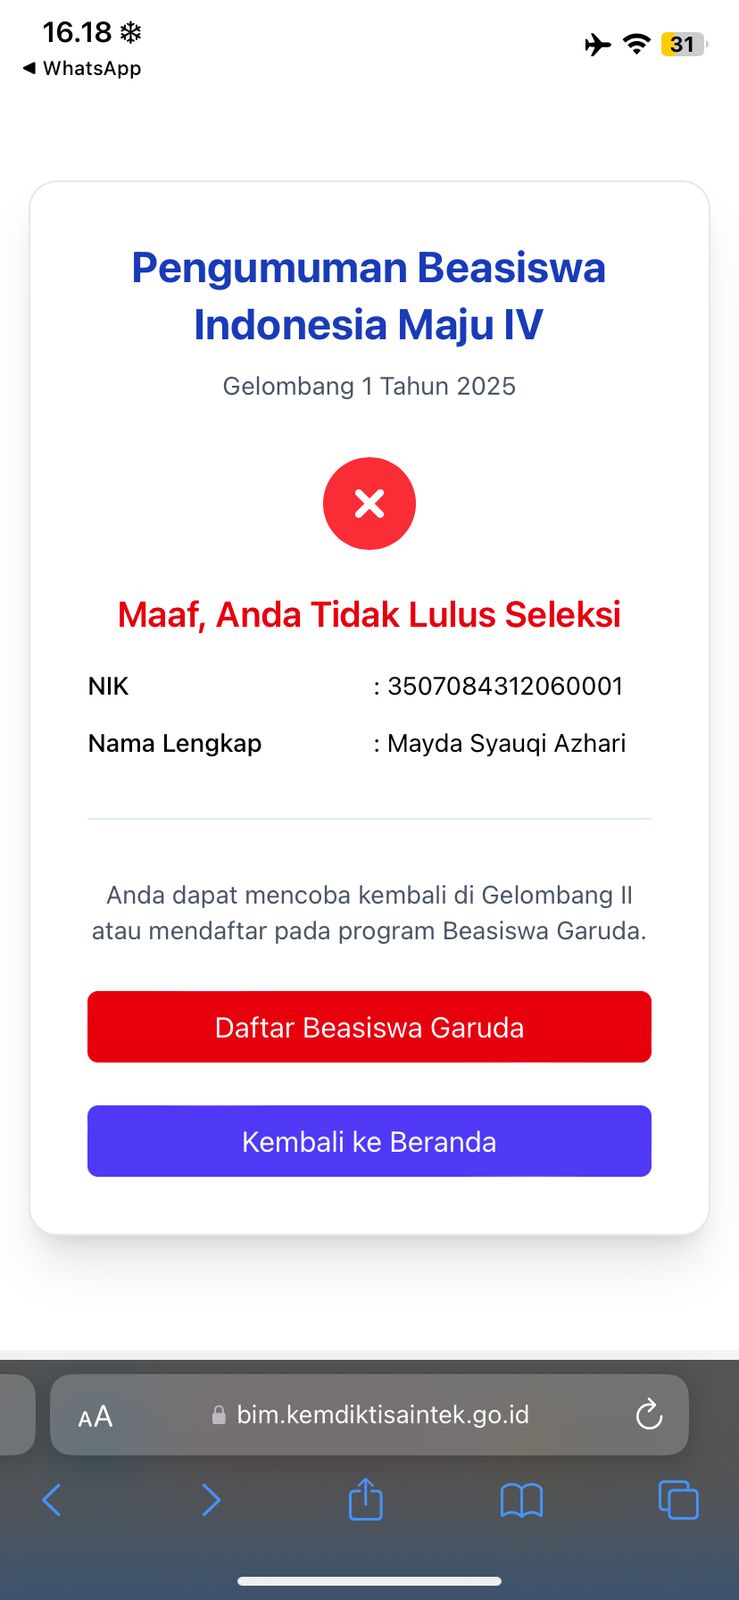 16.18 ❄
◀ WhatsApp
31
Pengumuman Beasiswa
Indonesia Maju IV
Gelombang 1 Tahun 2025
Maaf, Anda Tidak Lulus Seleksi
NIK : 3507084312060001
Nama Lengkap : Mayda Syauqi Azhari
Anda dapat mencoba kembali di Gelombang II
atau mendaftar pada program Beasiswa Garuda.
Daftar Beasiswa Garuda
Kembali ke Beranda
AA bim.kemdiktisaintek.go.id